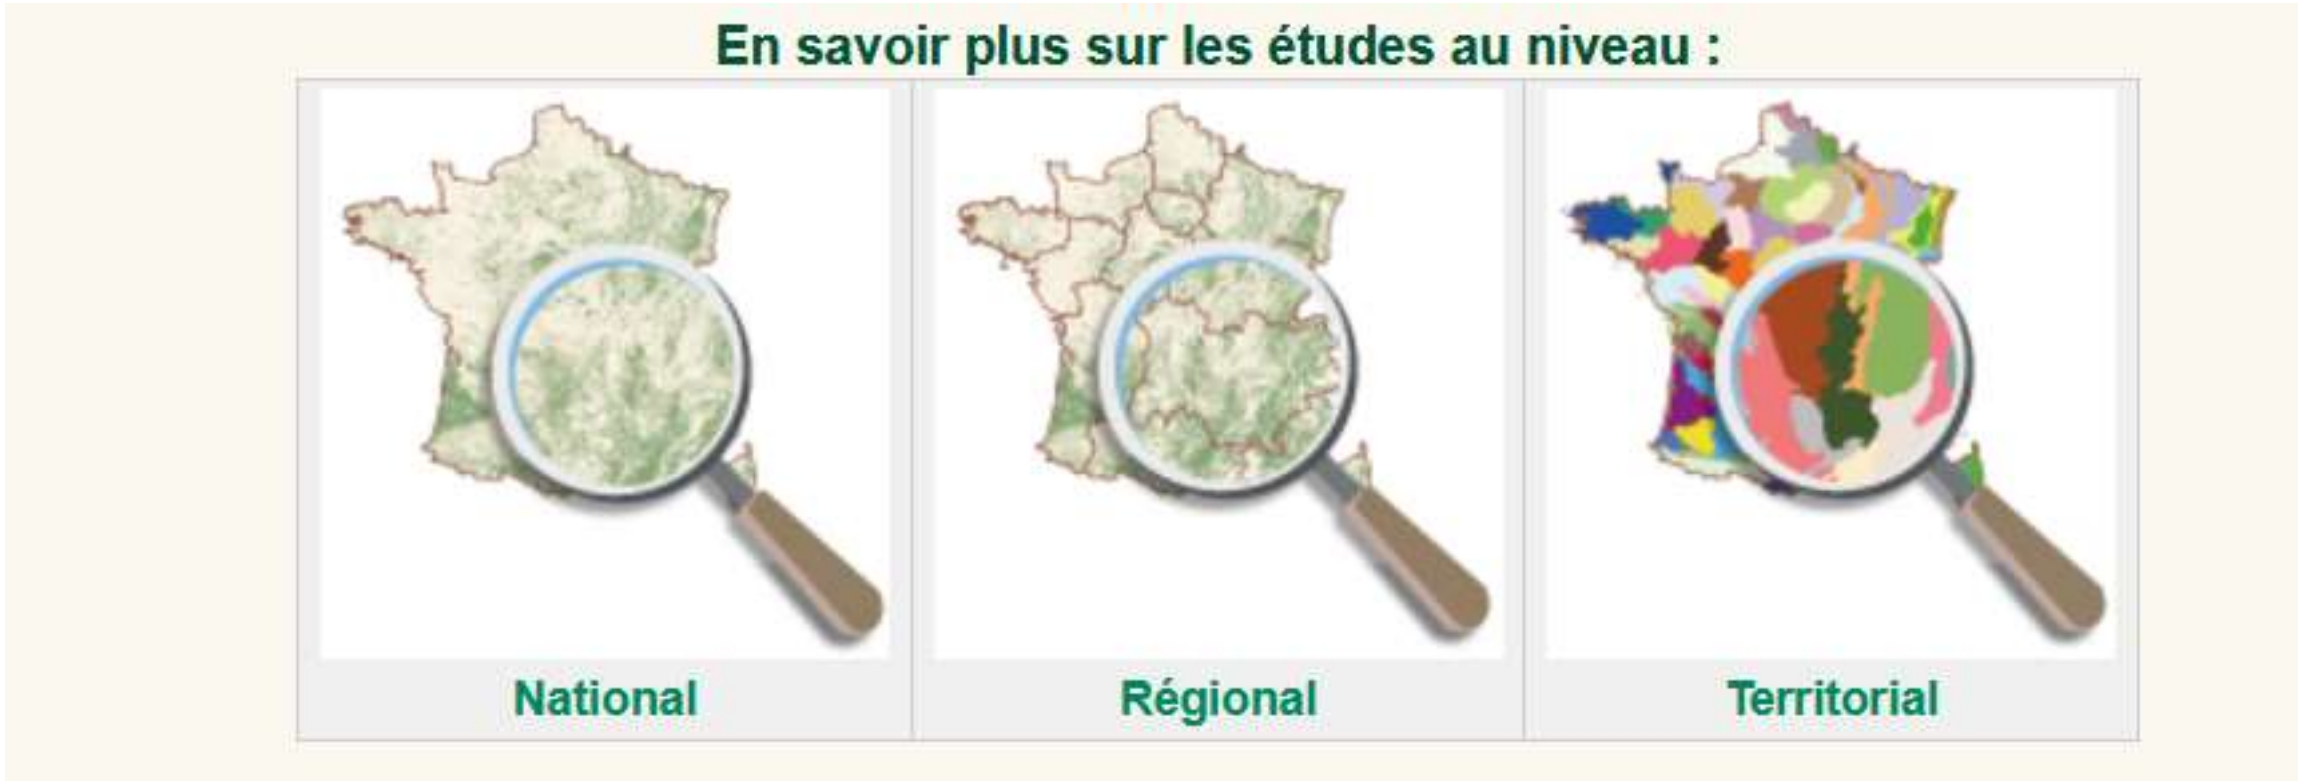 En savoir plus sur les études au niveau :
National
Régional
Territorial